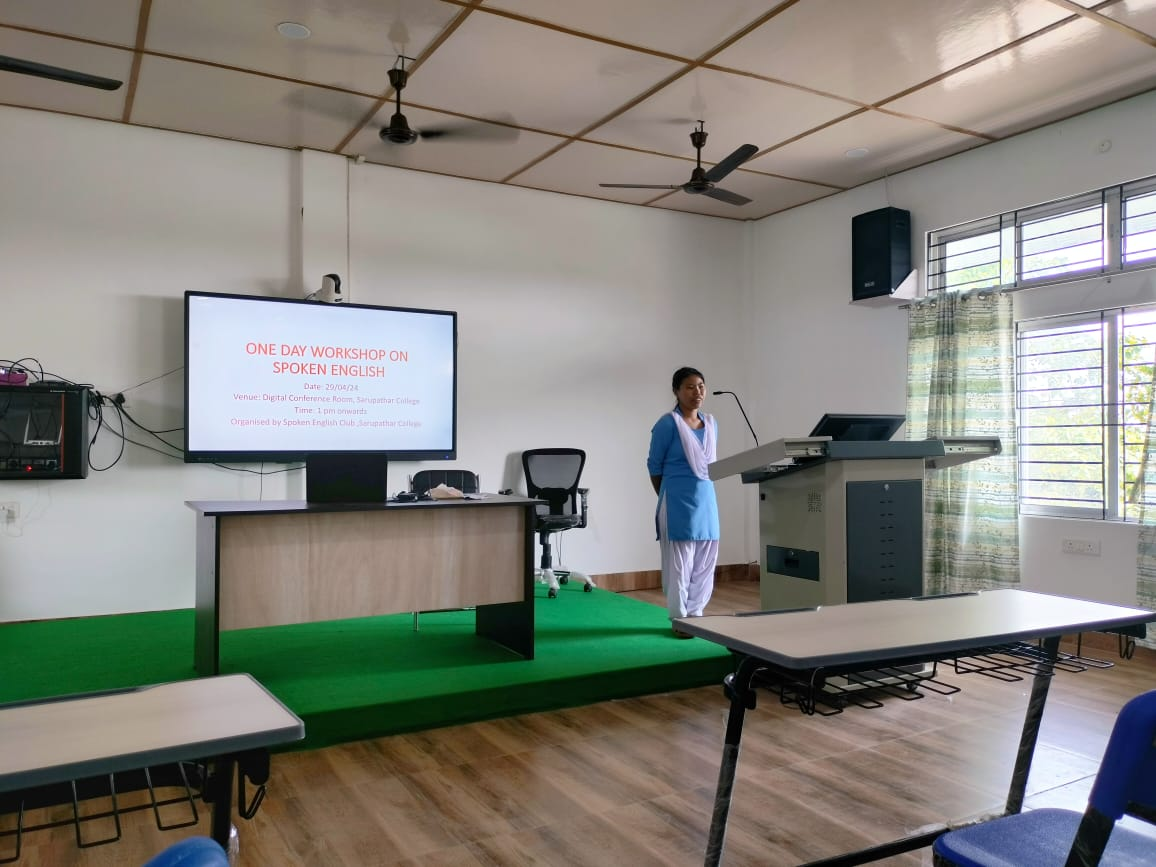 ONE DAY WORKSHOP ON
SPOKEN ENGLISH
Date: 29/04/24
Venue: Digital Conference Room, Sarupathar College
Time: 1 pm onwards
Organised by Spoken English Club ,Sarupathar College